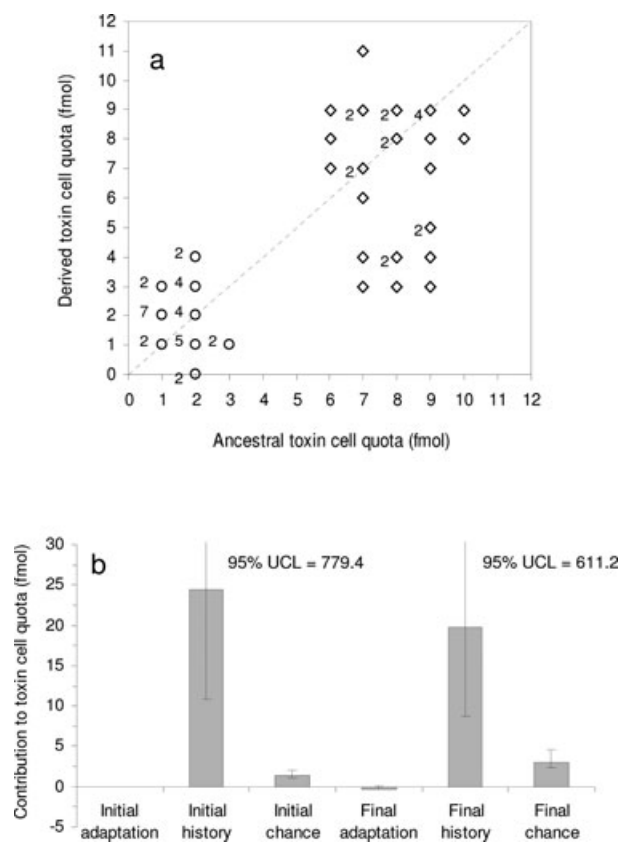 12
11
10
9
8
7
6
5
4
3
2
1
0
a
2 2 4
2
2
2
2
2
2 4
7 4
2 5 2
2
0 1 2 3 4 5 6 7 8 9 10 11 12
Derived toxin cell quota (fmol)
Ancestral toxin cell quota (fmol)
b
30
25
20
15
10
5
0
-5
95% UCL = 779.4
95% UCL = 611.2
Contribution to toxin cell quota (fmol)
Initial adaptation
Initial history
Initial chance
Final adaptation
Final history
Final chance